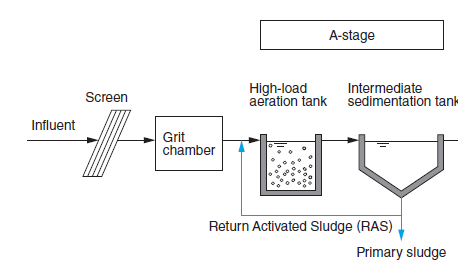 A-stage
High-load
aeration tank
Intermediate
sedimentation tank
Screen
Influent
Grit
chamber
Return Activated Sludge (RAS)
Primary sludge